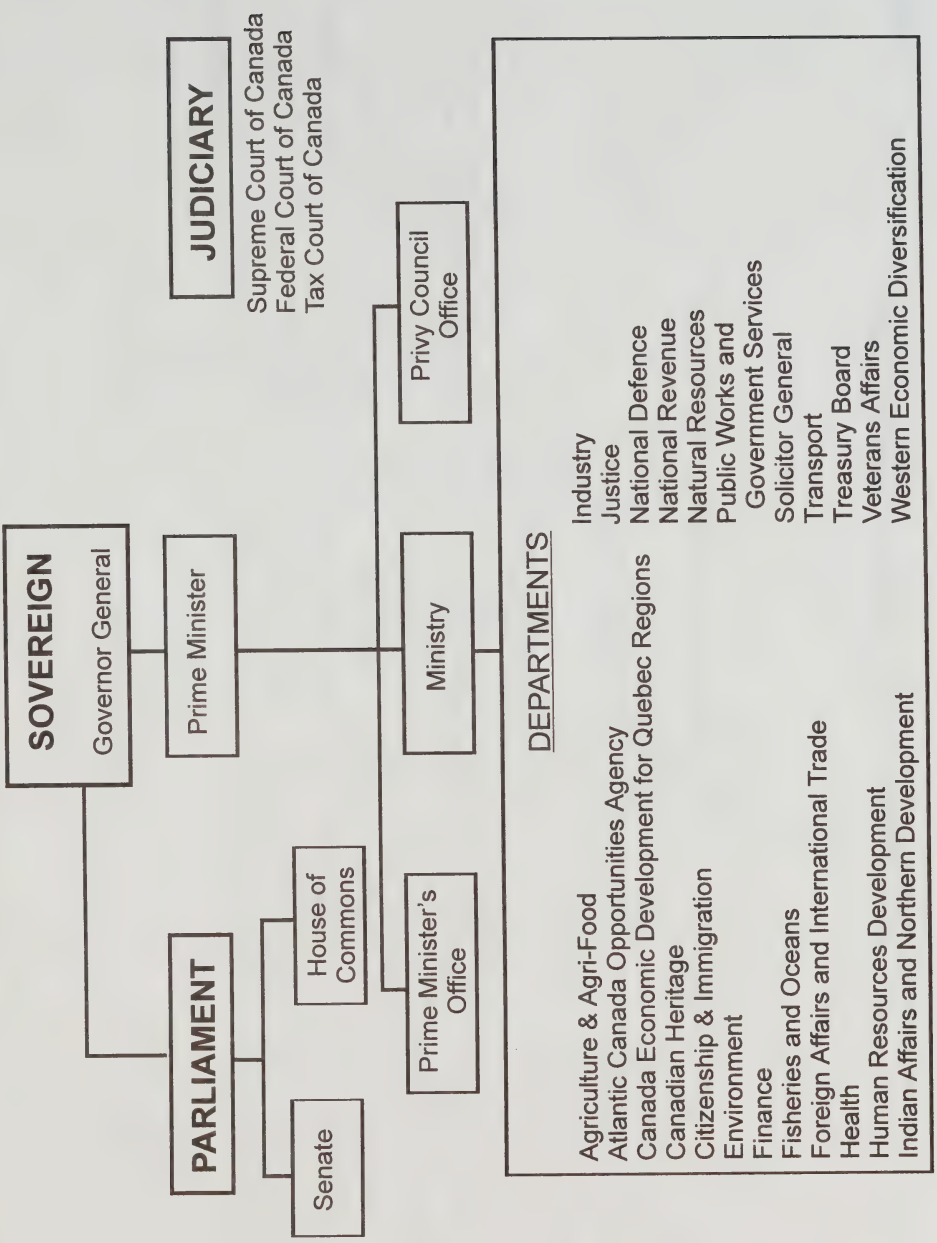 SOVEREIGN
Governor General
JUDICIARY
Supreme Court of Canada
Federal Court of Canada
Tax Court of Canada
PARLIAMENT
Prime Minister
Senate
House of
Commons
Prime Minister's
Office
Ministry
Privy Council
Office
DEPARTMENTS
Agriculture & Agri-Food
Atlantic Canada Opportunities Agency
Canada Economic Development for Quebec Regions
Canadian Heritage
Citizenship & Immigration
Environment
Finance
Fisheries and Oceans
Foreign Affairs and International Trade
Health
Human Resources Development
Indian Affairs and Northern Development
Industry
Justice
National Defence
National Revenue
Natural Resources
Public Works and
Government Services
Solicitor General
Transport
Treasury Board
Veterans Affairs
Western Economic Diversification